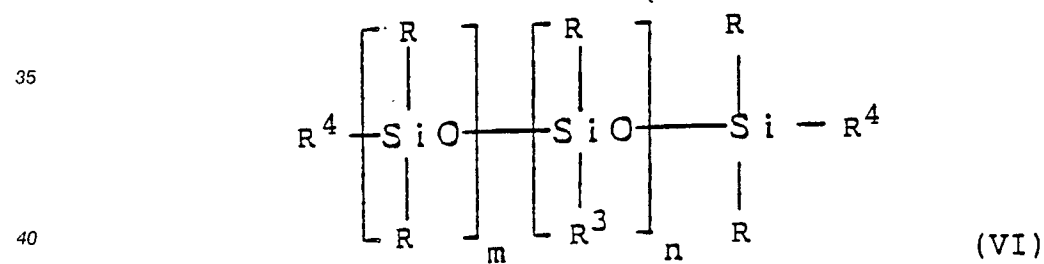 R R R
35
R⁴ SiO SiO Si — R⁴
R R³ R
40 m n (VI)